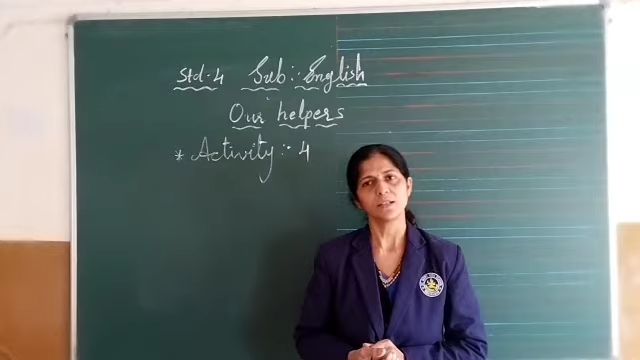 Std. 4 Sub:- English
Our helpers
* Activity:- 4